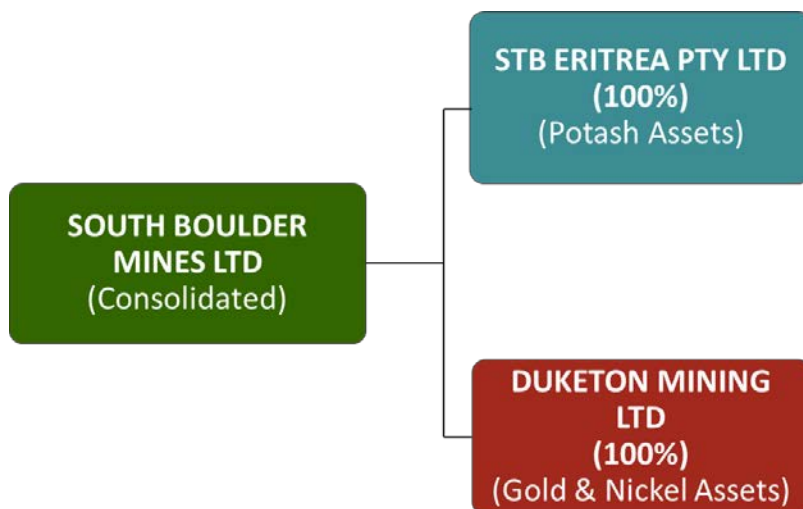 STB ERITREA PTY LTD
(100%)
(Potash Assets)
SOUTH BOULDER
MINES LTD
(Consolidated)
DUKETON MINING
LTD
(100%)
(Gold & Nickel Assets)